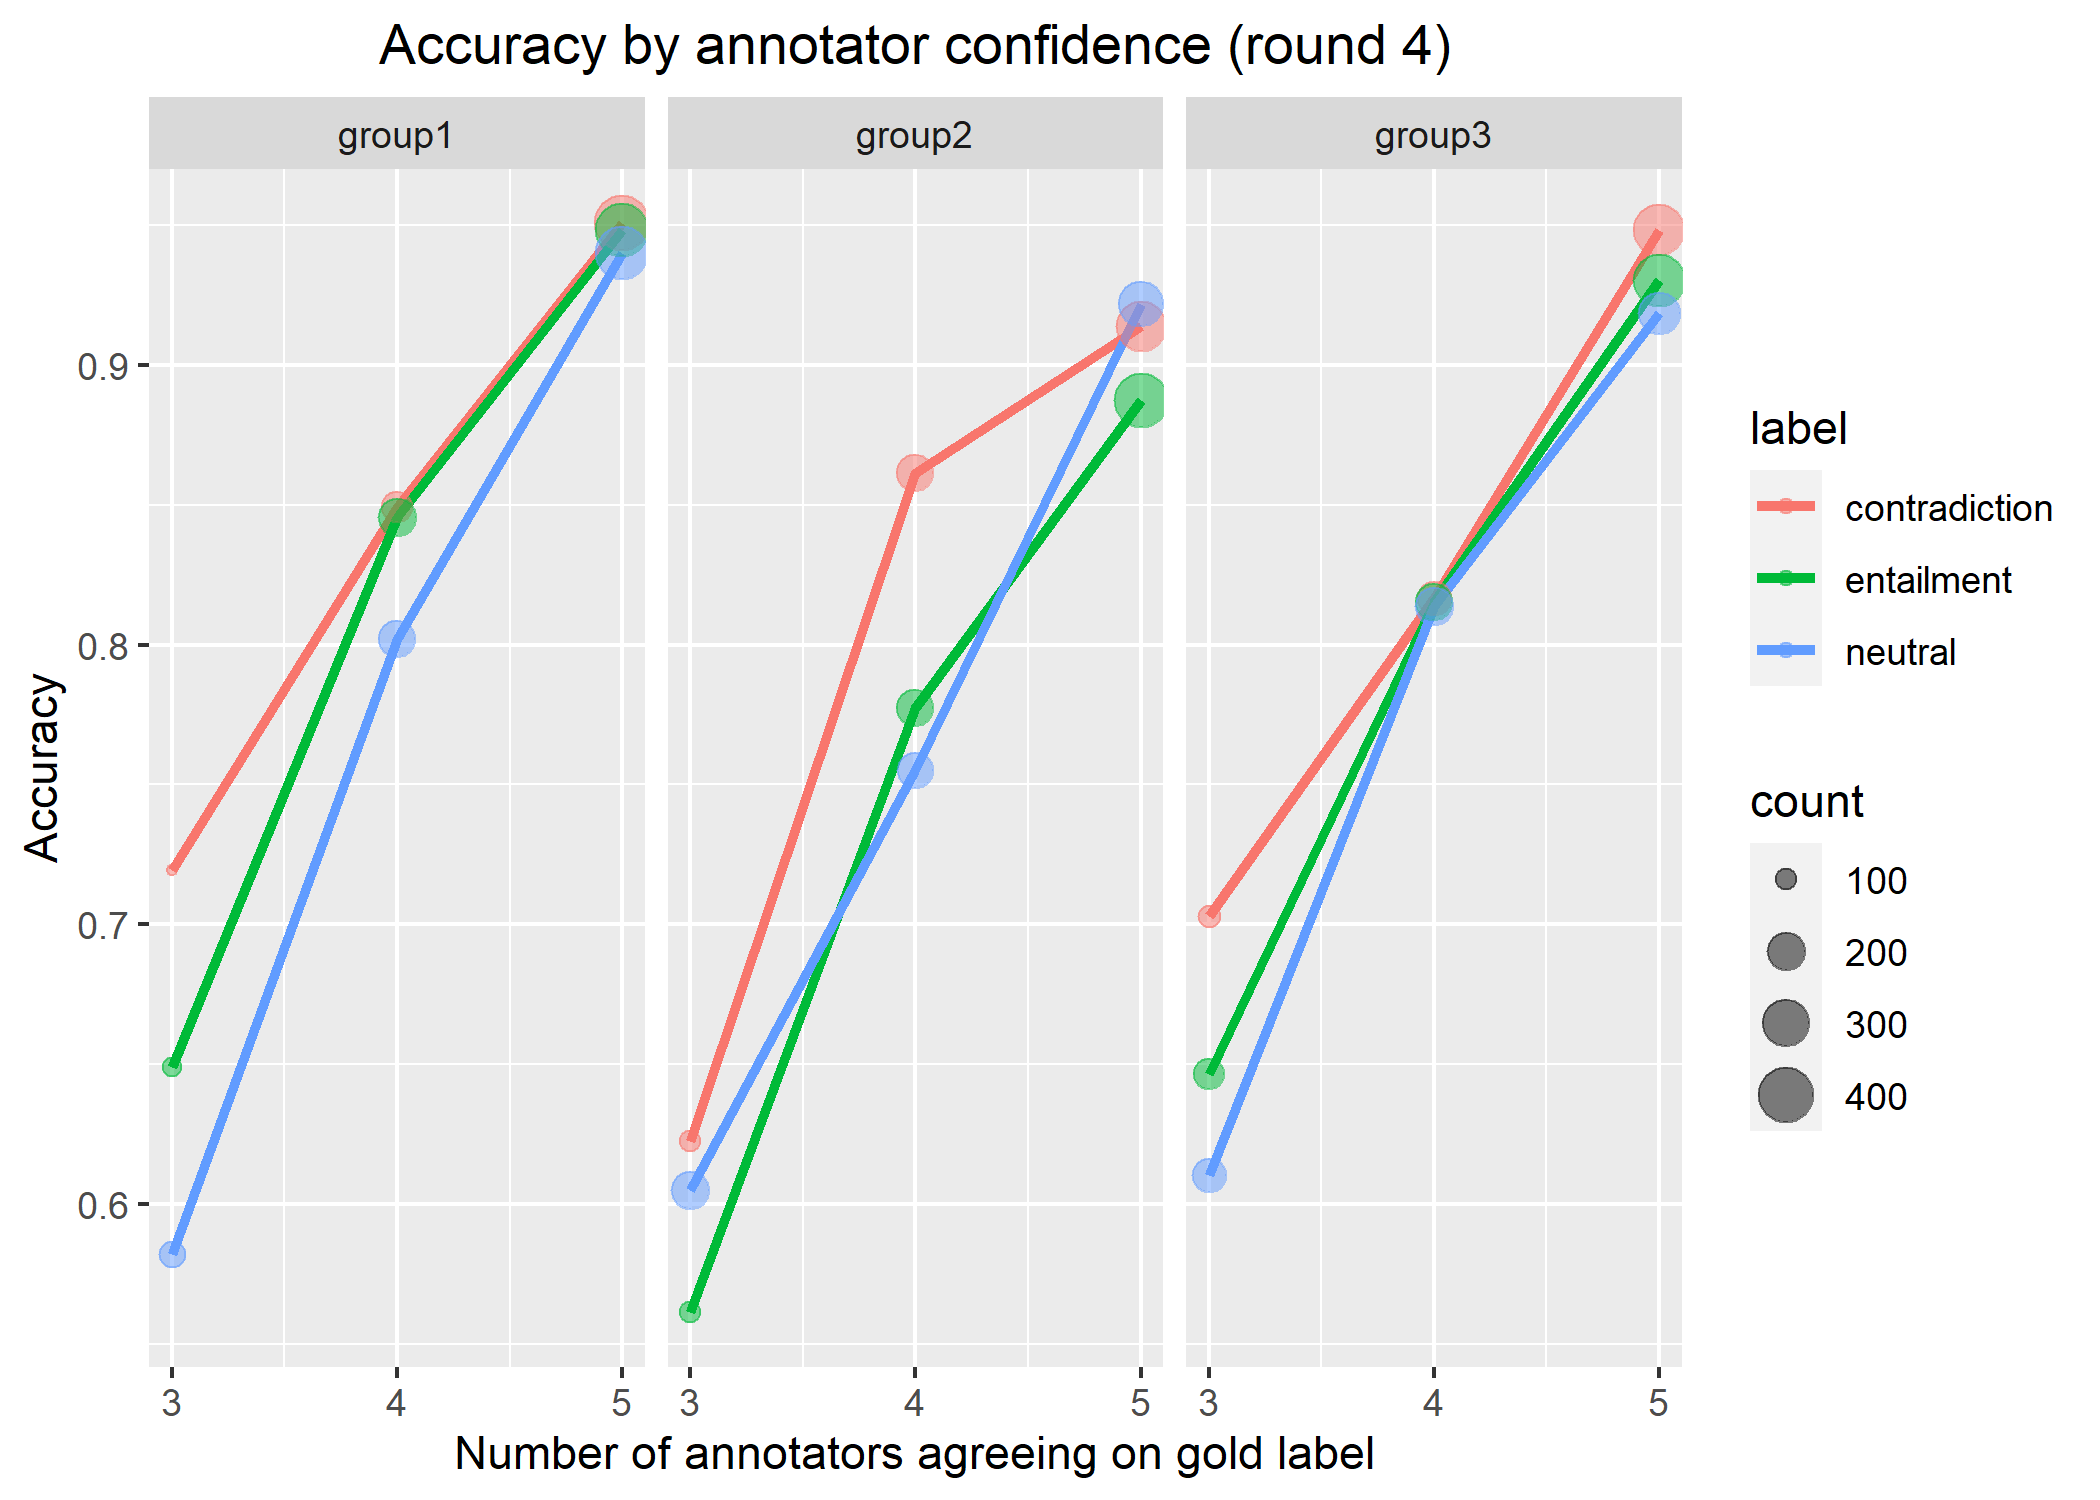 Accuracy by annotator confidence (round 4)
group1 group2 group3
0.9
0.8
0.7
0.6
Accuracy
3 4 5 3 4 5 3 4 5
Number of annotators agreeing on gold label
label
contradiction
entailment
neutral
count
100
200
300
400